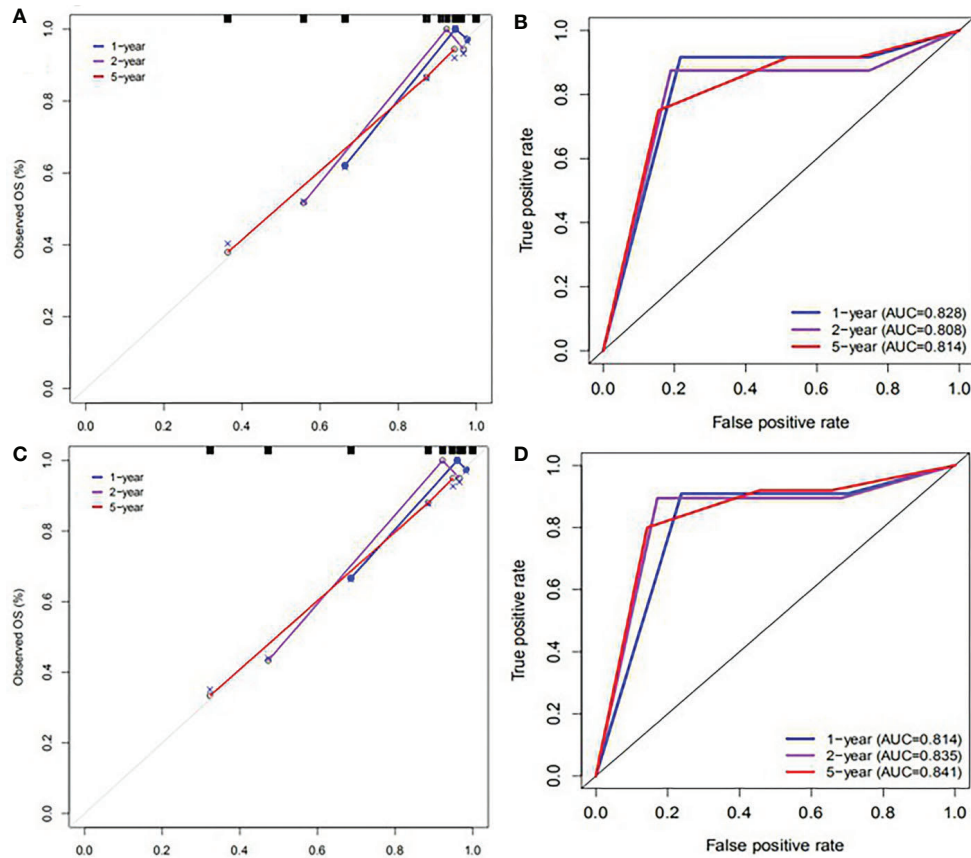 A
1-year
2-year
5-year
Observed OS (%)
1.0
0.8
0.6
0.4
0.2
0.0
0.0 0.2 0.4 0.6 0.8 1.0
B
True positive rate
1.0
0.8
0.6
0.4
0.2
0.0
1-year (AUC=0.828)
2-year (AUC=0.808)
5-year (AUC=0.814)
0.0 0.2 0.4 0.6 0.8 1.0
False positive rate
C
1-year
2-year
5-year
Observed OS (%)
1.0
0.8
0.6
0.4
0.2
0.0
0.0 0.2 0.4 0.6 0.8 1.0
D
True positive rate
1.0
0.8
0.6
0.4
0.2
0.0
1-year (AUC=0.814)
2-year (AUC=0.835)
5-year (AUC=0.841)
0.0 0.2 0.4 0.6 0.8 1.0
False positive rate